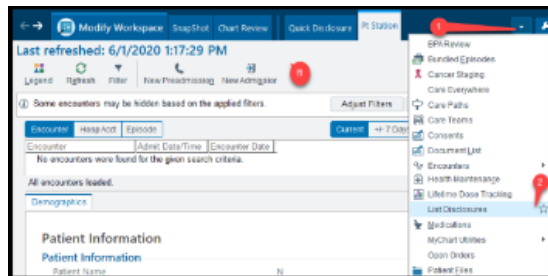 Modify Workspace SnapShot Chart Review Quick Disclosure Pt Station
1
Last refreshed: 6/1/2020 1:17:29 PM
Legend Refresh Filter New Preadmission New Admission
Some encounters may be hidden based on the applied filters. Adjust Filters
Encounter Hosp Acct Episode Current +/- 7 Days
Encounter Admit Date/Time Encounter Date
No encounters were found for the given search criteria.
All encounters loaded.
Demographics
Patient Information
Patient Information
Patient Name N
BPA Review
Bundled Episodes
Cancer Staging
Care Everywhere
Care Paths
Care Teams
Consents
Document List
Encounters
Health Maintenance
Lifetime Dose Tracking
2
List Disclosures
Medications
MyChart Utilities
Open Orders
Patient Files